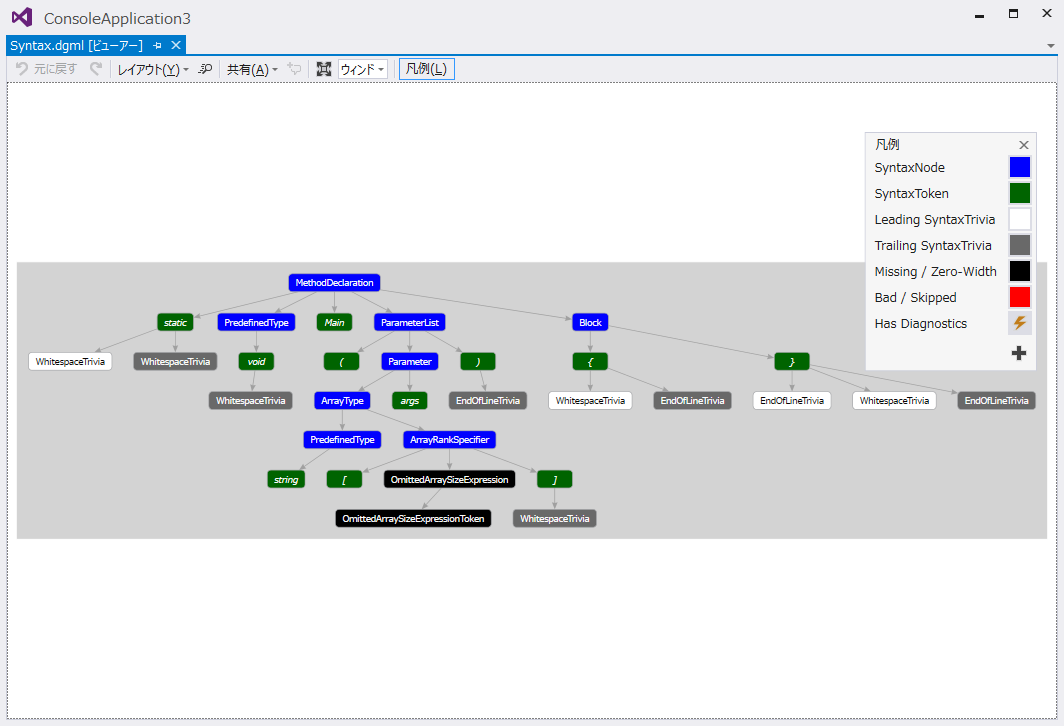 ConsoleApplication3
Syntax.dgml [ビューアー]
元に戻す レイアウト(Y) 共有(A) ウィンド 凡例(L)
凡例
SyntaxNode
SyntaxToken
Leading SyntaxTrivia
Trailing SyntaxTrivia
Missing / Zero-Width
Bad / Skipped
Has Diagnostics
MethodDeclaration
static PredefinedType Main ParameterList Block
WhitespaceTrivia WhitespaceTrivia void ( Parameter ) { }
WhitespaceTrivia ArrayType args EndOfLineTrivia WhitespaceTrivia EndOfLineTrivia EndOfLineTrivia WhitespaceTrivia EndOfLineTrivia
PredefinedType ArrayRankSpecifier
string [ OmittedArraySizeExpression ]
OmittedArraySizeExpressionToken WhitespaceTrivia